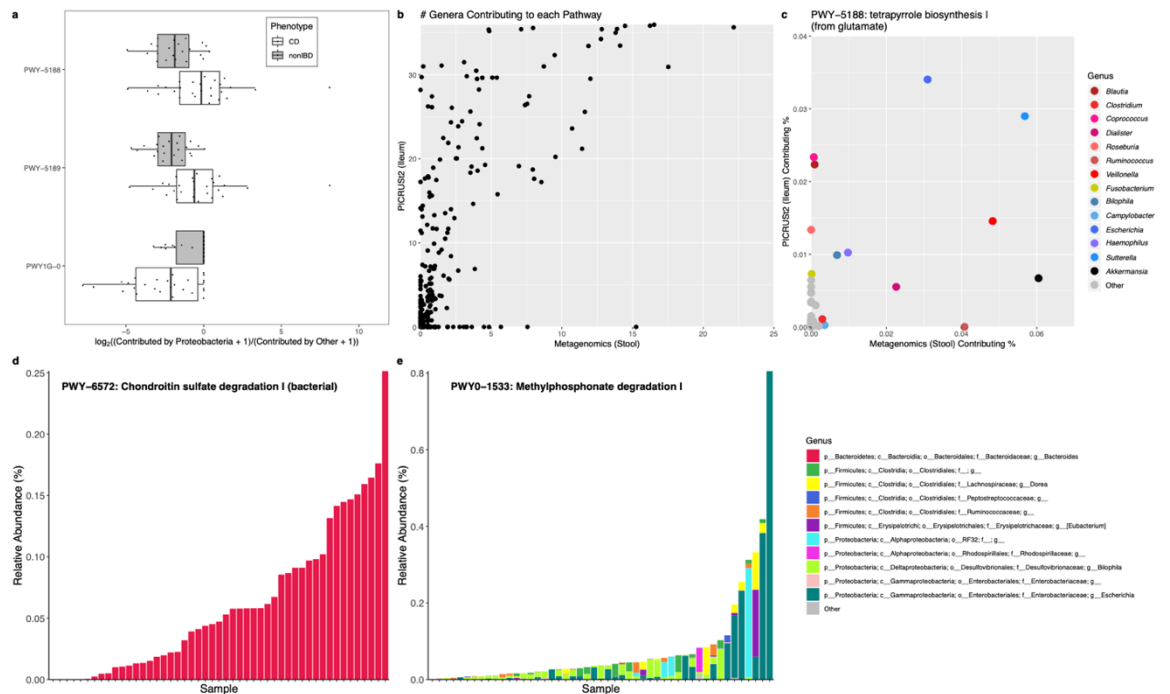 a
Phenotype
CD
nonIBD
PWY-5188
PWY-5189
PWY1G-0
−5
0
5
10
log2((Contributed by Proteobacteria + 1)/(Contributed by Other + 1))
b
# Genera Contributing to each Pathway
PICRUSt2 (Ileum)
30
20
10
0
0
5
10
15
20
25
Metagenomics (Stool)
c
PWY-5188: tetrapyrrole biosynthesis I
(from glutamate)
PICRUSt2 (Ileum) Contributing %
0.04
0.03
0.02
0.01
0.00
0.00
0.02
0.04
0.06
Metagenomics (Stool) Contributing %
Genus
Blautia
Clostridium
Coprococcus
Dialister
Roseburia
Ruminococcus
Veillonella
Fusobacterium
Bilophila
Campylobacter
Escherichia
Haemophilus
Sutterella
Akkermansia
Other
d
PWY-6572: Chondroitin sulfate degradation I (bacterial)
Relative Abundance (%)
0.25
0.20
0.15
0.10
0.05
0.00
Sample
e
PWY0-1533: Methylphosphonate degradation I
Relative Abundance (%)
0.8
0.6
0.4
0.2
0.0
Sample
Genus
p__Bacteroidetes; c__Bacteroidia; o__Bacteroidales; f__Bacteroidaceae; g__Bacteroides
p__Firmicutes; c__Clostridia; o__Clostridiales; f__; g__
p__Firmicutes; c__Clostridia; o__Clostridiales; f__Lachnospiraceae; g__Dorea
p__Firmicutes; c__Clostridia; o__Clostridiales; f__Peptostreptococcaceae; g__
p__Firmicutes; c__Clostridia; o__Clostridiales; f__Ruminococcaceae; g__
p__Firmicutes; c__Erysipelotrichi; o__Erysipelotrichales; f__Erysipelotrichaceae; g__[Eubacterium]
p__Proteobacteria; c__Alphaproteobacteria; o__RF32; f__; g__
p__Proteobacteria; c__Alphaproteobacteria; o__Rhodospirillales; f__Rhodospirillaceae; g__
p__Proteobacteria; c__Deltaproteobacteria; o__Desulfovibrionales; f__Desulfovibrionaceae; g__Bilophila
p__Proteobacteria; c__Gammaproteobacteria; o__Enterobacteriales; f__Enterobacteriaceae; g__
p__Proteobacteria; c__Gammaproteobacteria; o__Enterobacteriales; f__Enterobacteriaceae; g__Escherichia
Other